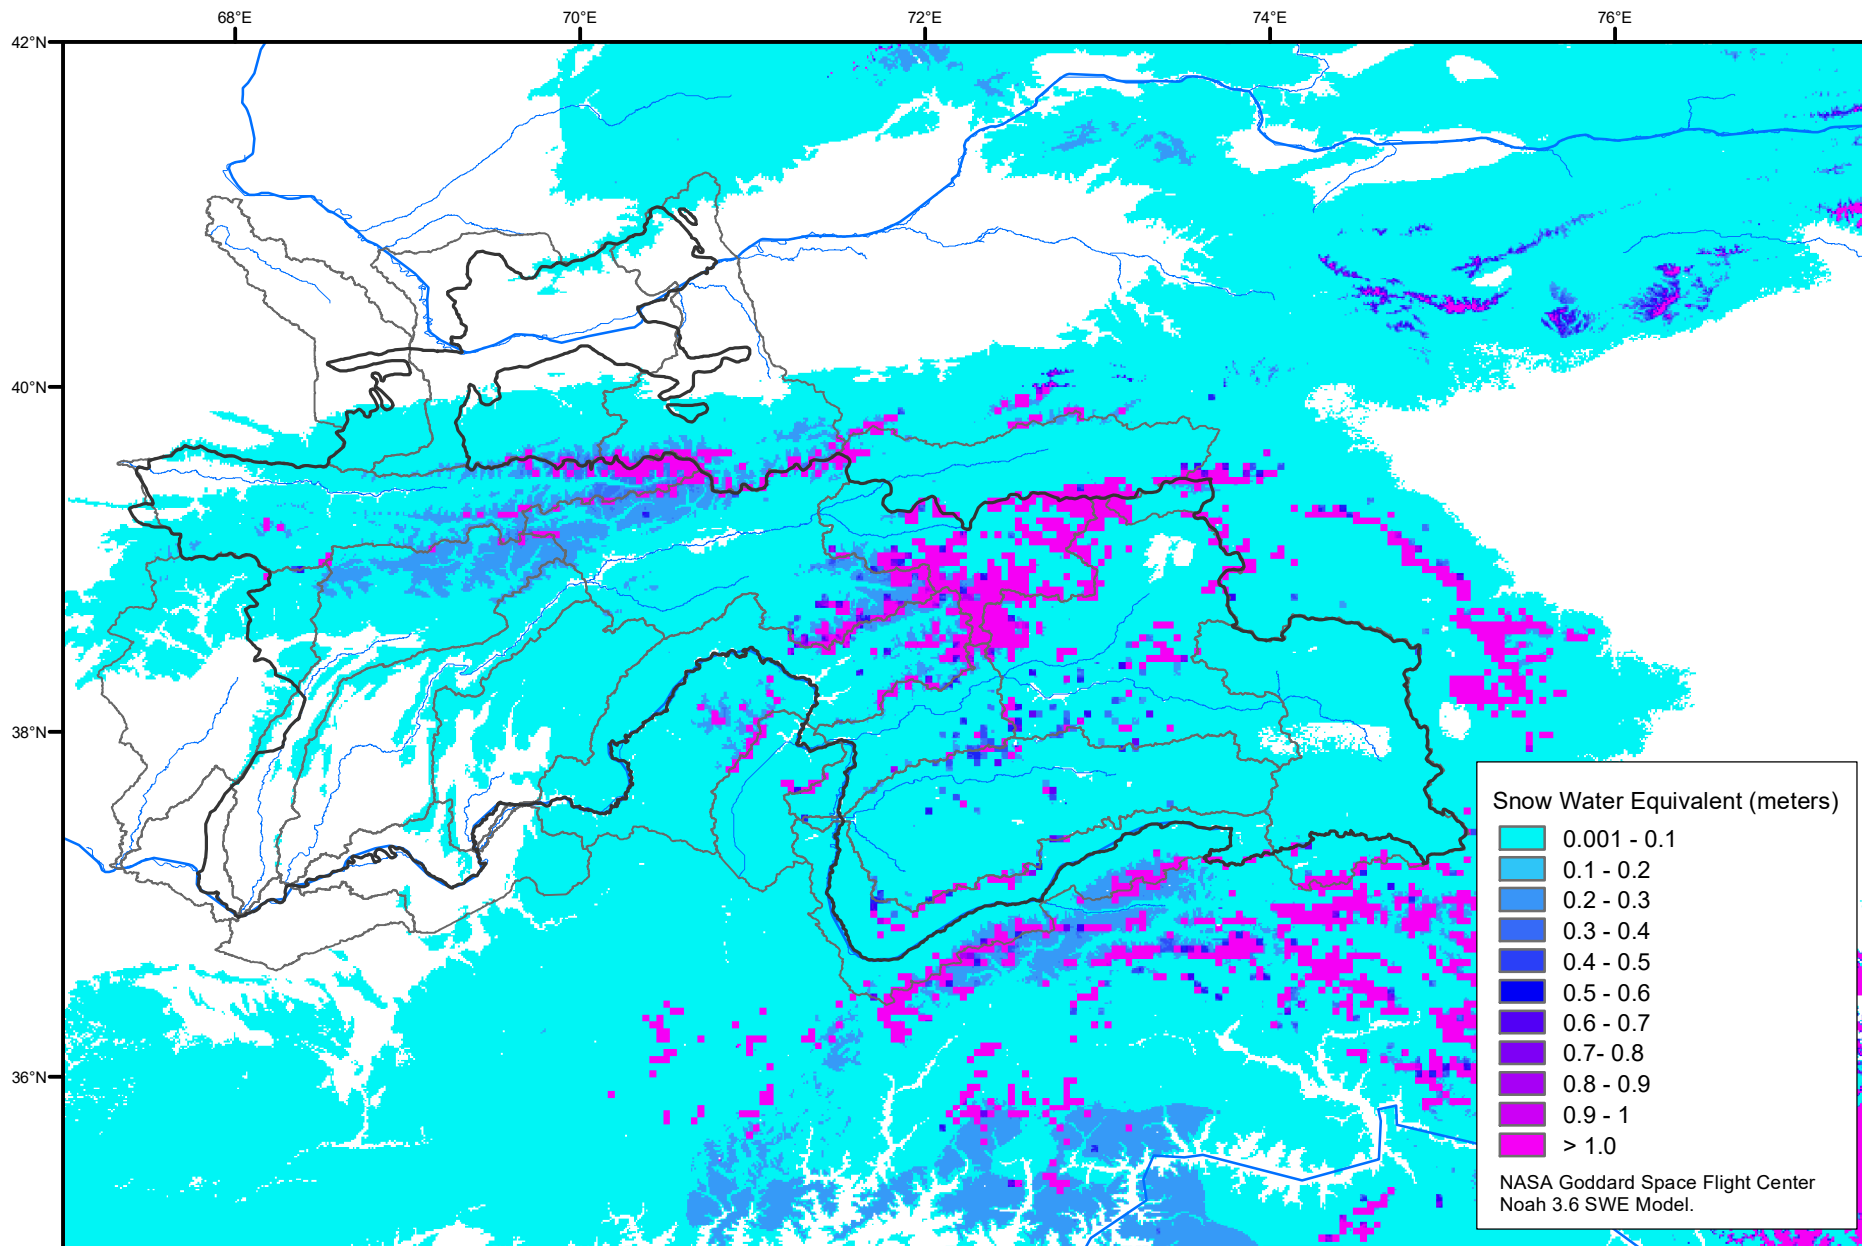 68°E 70°E 72°E 74°E 76°E
42°N
40°N
38°N
36°N
Snow Water Equivalent (meters)
0.001 - 0.1
0.1 - 0.2
0.2 - 0.3
0.3 - 0.4
0.4 - 0.5
0.5 - 0.6
0.6 - 0.7
0.7- 0.8
0.8 - 0.9
0.9 - 1
> 1.0
NASA Goddard Space Flight Center
Noah 3.6 SWE Model.